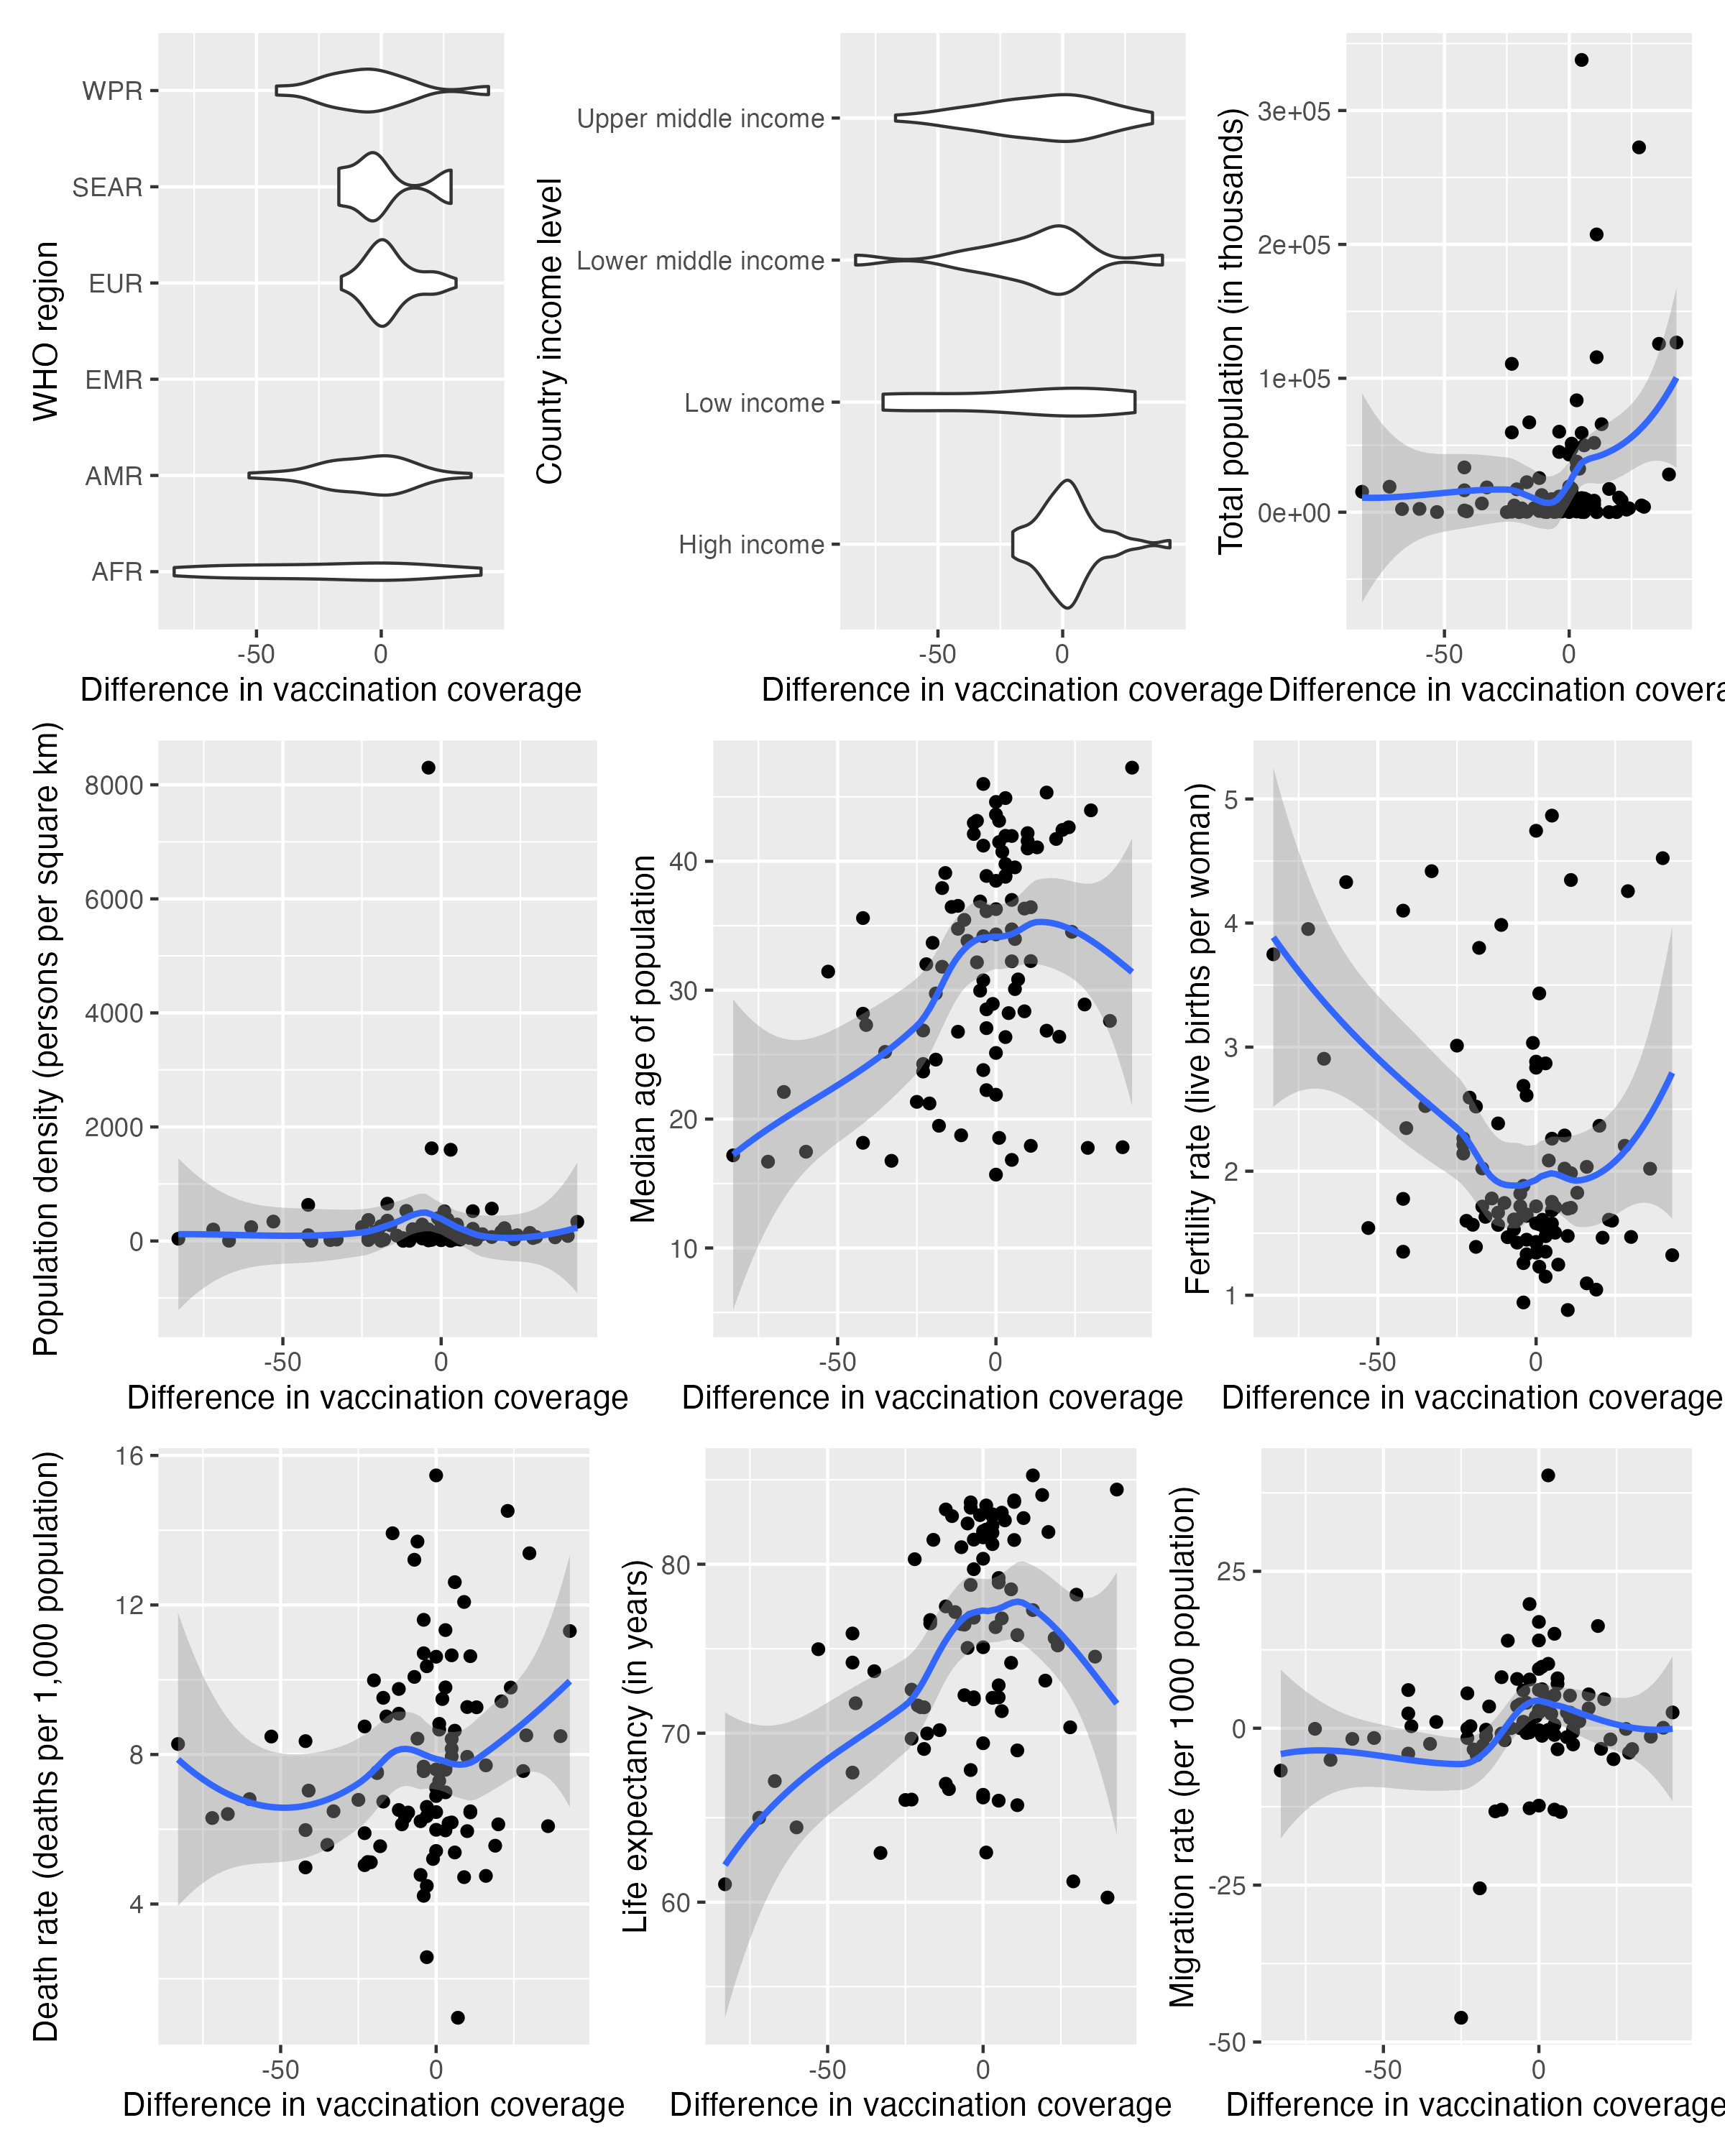 WHO region
WPR
SEAR
EUR
EMR
AMR
AFR
-50 0
Difference in vaccination coverage
Country income level
Upper middle income
Lower middle income
Low income
High income
-50 0
Difference in vaccination coverage
Total population (in thousands)
3e+05
2e+05
1e+05
0e+00
-50 0
Difference in vaccination covera
Population density (persons per square km)
8000
6000
4000
2000
0
-50 0
Difference in vaccination coverage
Median age of population
40
30
20
10
-50 0
Difference in vaccination coverage
Fertility rate (live births per woman)
5
4
3
2
1
-50 0
Difference in vaccination coverage
Death rate (deaths per 1,000 population)
16
12
8
4
-50 0
Difference in vaccination coverage
Life expectancy (in years)
80
70
60
-50 0
Difference in vaccination coverage
Migration rate (per 1000 population)
25
0
-25
-50
-50 0
Difference in vaccination coverage